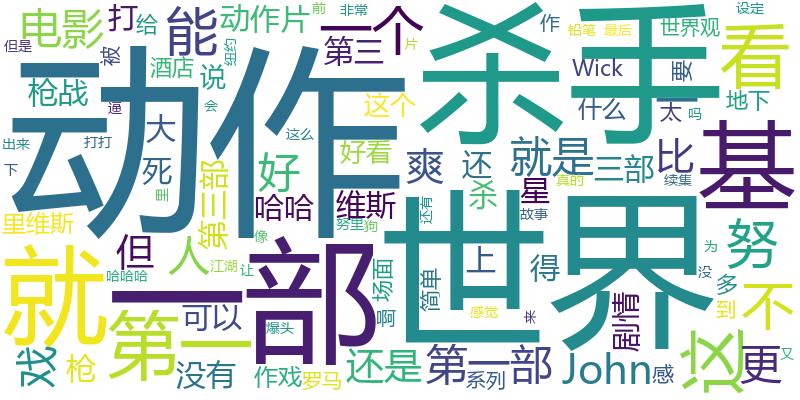 但是
电影
打
给
能
动作片
一个
前
非常
片
设定
作
铅笔
最后
世界观
看
被
酒店
说
纽约
第三
杀手
枪战
逼
会
这个
Wick
要
什么
太
吗
地下
出来
打打
大
动作
这么
好看
爽
还
就是
三部
比
基
下
死
里
好
哈哈
维斯
星
杀
真的
续集
里维斯
第三部
还有
故事
努
但
人
像
努里
狗
世界
为
没
江湖
让
哈哈哈
场面
简单
上
得
多
到
不
就
一部
可以
爆头
啊
感觉
来
剧情
这
第一
戏
枪
没有
作戏
罗马
还是
第一部
系列
John
感
更
又